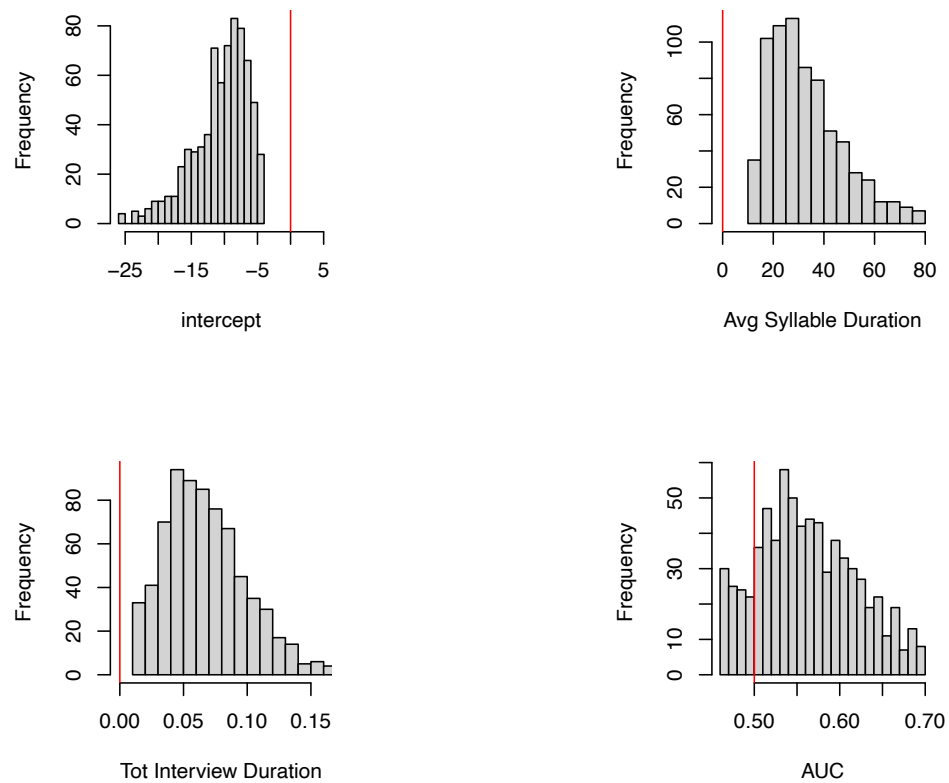 Frequency
0 20 40 60 80
−25 −15 −5 5
intercept
Frequency
0 20 60 100
0 20 40 60 80
Avg Syllable Duration
Frequency
0 20 40 60 80
0.00 0.05 0.10 0.15
Tot Interview Duration
Frequency
0 10 30 50
0.50 0.60 0.70
AUC